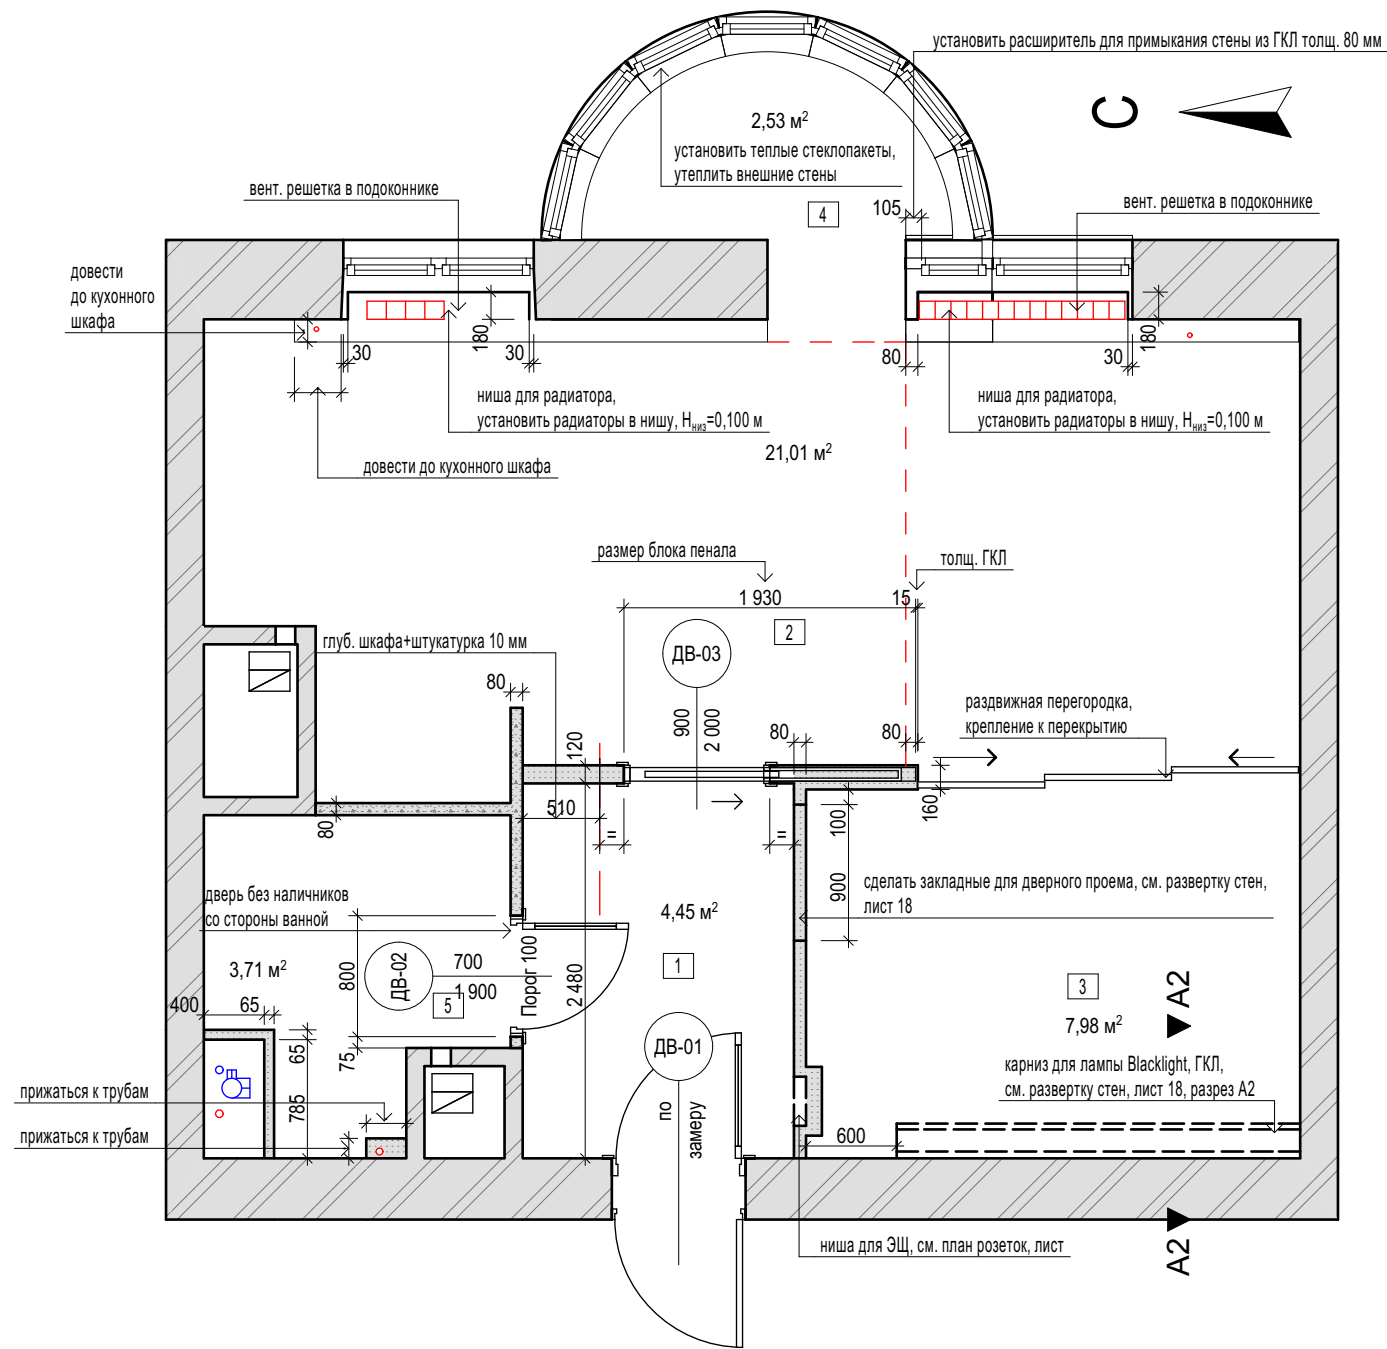 установить расширитель для примыкания стены из ГКЛ толщ. 80 мм
С
2,53 м²
установить теплые стеклопакеты,
утеплить внешние стены
4
105
вент. решетка в подоконнике
вент. решетка в подоконнике
довести
до кухонного
шкафа
30
180
30
80
30
180
ниша для радиатора,
установить радиаторы в нишу, Hниз=0,100 м
ниша для радиатора,
установить радиаторы в нишу, Hниз=0,100 м
21,01 м²
довести до кухонного шкафа
размер блока пенала
толщ. ГКЛ
1 930
15
2
глуб. шкафа+штукатурка 10 мм
ДВ-03
900
2 000
80
120
80
80
раздвижная перегородка,
крепление к перекрытию
160
80
510
=
=
100
900
сделать закладные для дверного проема, см. развертку стен,
лист 18
дверь без наличников
со стороны ванной
4,45 м²
1
3,71 м²
800
ДВ-02
700
1 900
5
Порог 100
2 480
3
7,98 м²
А2
400
65
65
785
75
ДВ-01
по
замеру
карниз для лампы Blacklight, ГКЛ,
см. развертку стен, лист 18, разрез А2
прижаться к трубам
прижаться к трубам
600
ниша для ЭЩ, см. план розеток, лист
А2